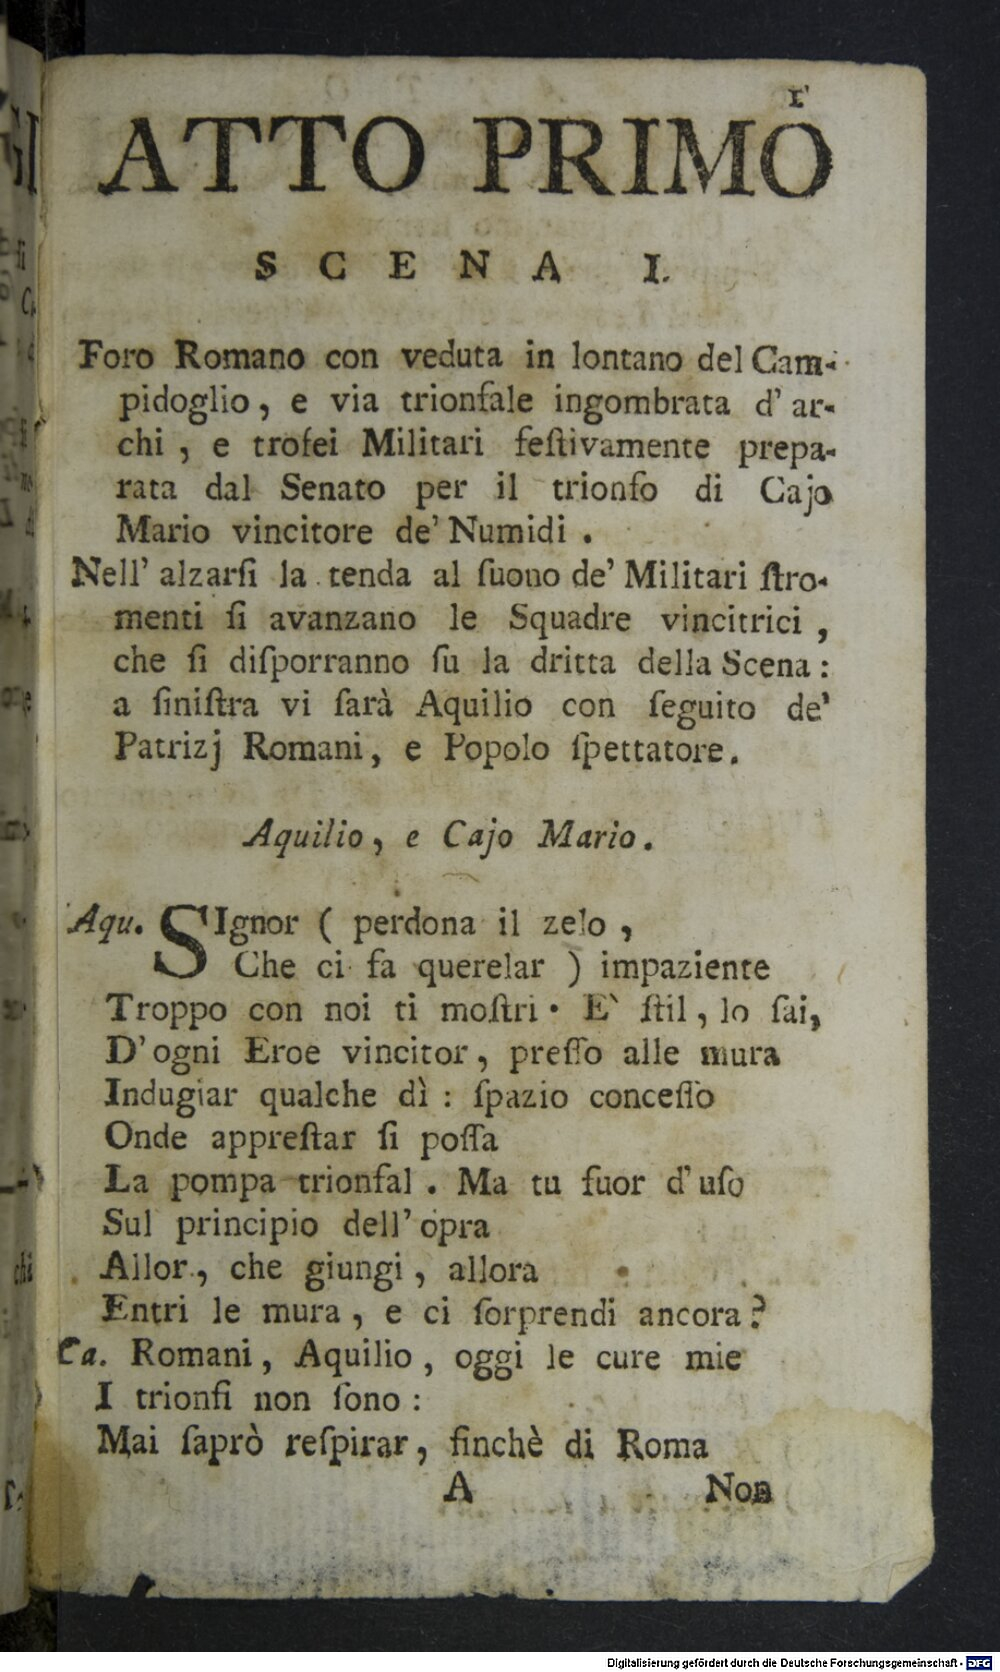 1
ATTO PRIMO
SCENA I.
Foro Romano con veduta in lontano del Cam-
pidoglio, e via trionfale ingombrata d'ar-
chi, e trofei Militari feſtivamente prepa-
rata dal Senato per il trionfo di Cajo
Mario vincitore de' Numidi.
Nell' alzarſi la tenda al ſuono de' Militari ſtro-
menti ſi avanzano le Squadre vincitrici,
che ſi diſporranno ſu la dritta della Scena:
a ſiniſtra vi ſarà Aquilio con ſeguito de'
Patrizj Romani, e Popolo ſpettatore.
Aquilio, e Cajo Mario.
Aqu. SIgnor ( perdona il zelo,
Che ci fa querelar ) impaziente
Troppo con noi ti moſtri. E' ſtil, lo ſai,
D'ogni Eroe vincitor, preſſo alle mura
Indugiar qualche dì: ſpazio conceſſo
Onde appreſtar ſi poſſa
La pompa trionfal. Ma tu fuor d'uſo
Sul principio dell' opra
Allor, che giungi, allora
Entri le mura, e ci ſorprendi ancora?
Ca. Romani, Aquilio, oggi le cure mie
I trionfi non ſono:
Mai ſaprò reſpirar, finchè di Roma
A Non
Digitalisierung gefördert durch die Deutsche Forschungsgemeinschaft - DFG